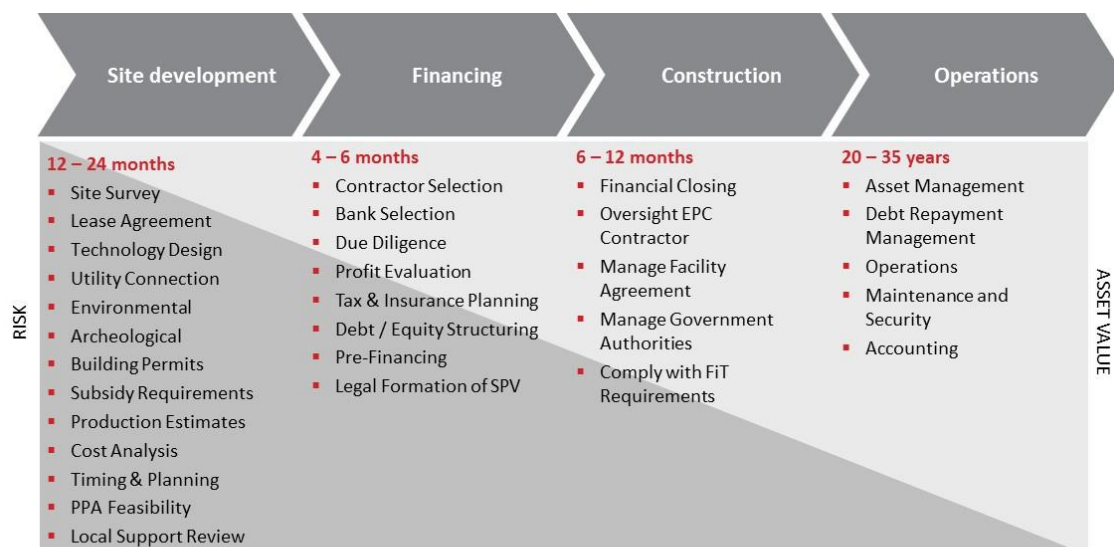 Site development
Financing
Construction
Operations
RISK
12 – 24 months
Site Survey
Lease Agreement
Technology Design
Utility Connection
Environmental
Archeological
Building Permits
Subsidy Requirements
Production Estimates
Cost Analysis
Timing & Planning
PPA Feasibility
Local Support Review
4 – 6 months
Contractor Selection
Bank Selection
Due Diligence
Profit Evaluation
Tax & Insurance Planning
Debt / Equity Structuring
Pre-Financing
Legal Formation of SPV
6 – 12 months
Financial Closing
Oversight EPC
Contractor
Manage Facility
Agreement
Manage Government
Authorities
Comply with FiT
Requirements
20 – 35 years
Asset Management
Debt Repayment
Management
Operations
Maintenance and
Security
Accounting
ASSET VALUE